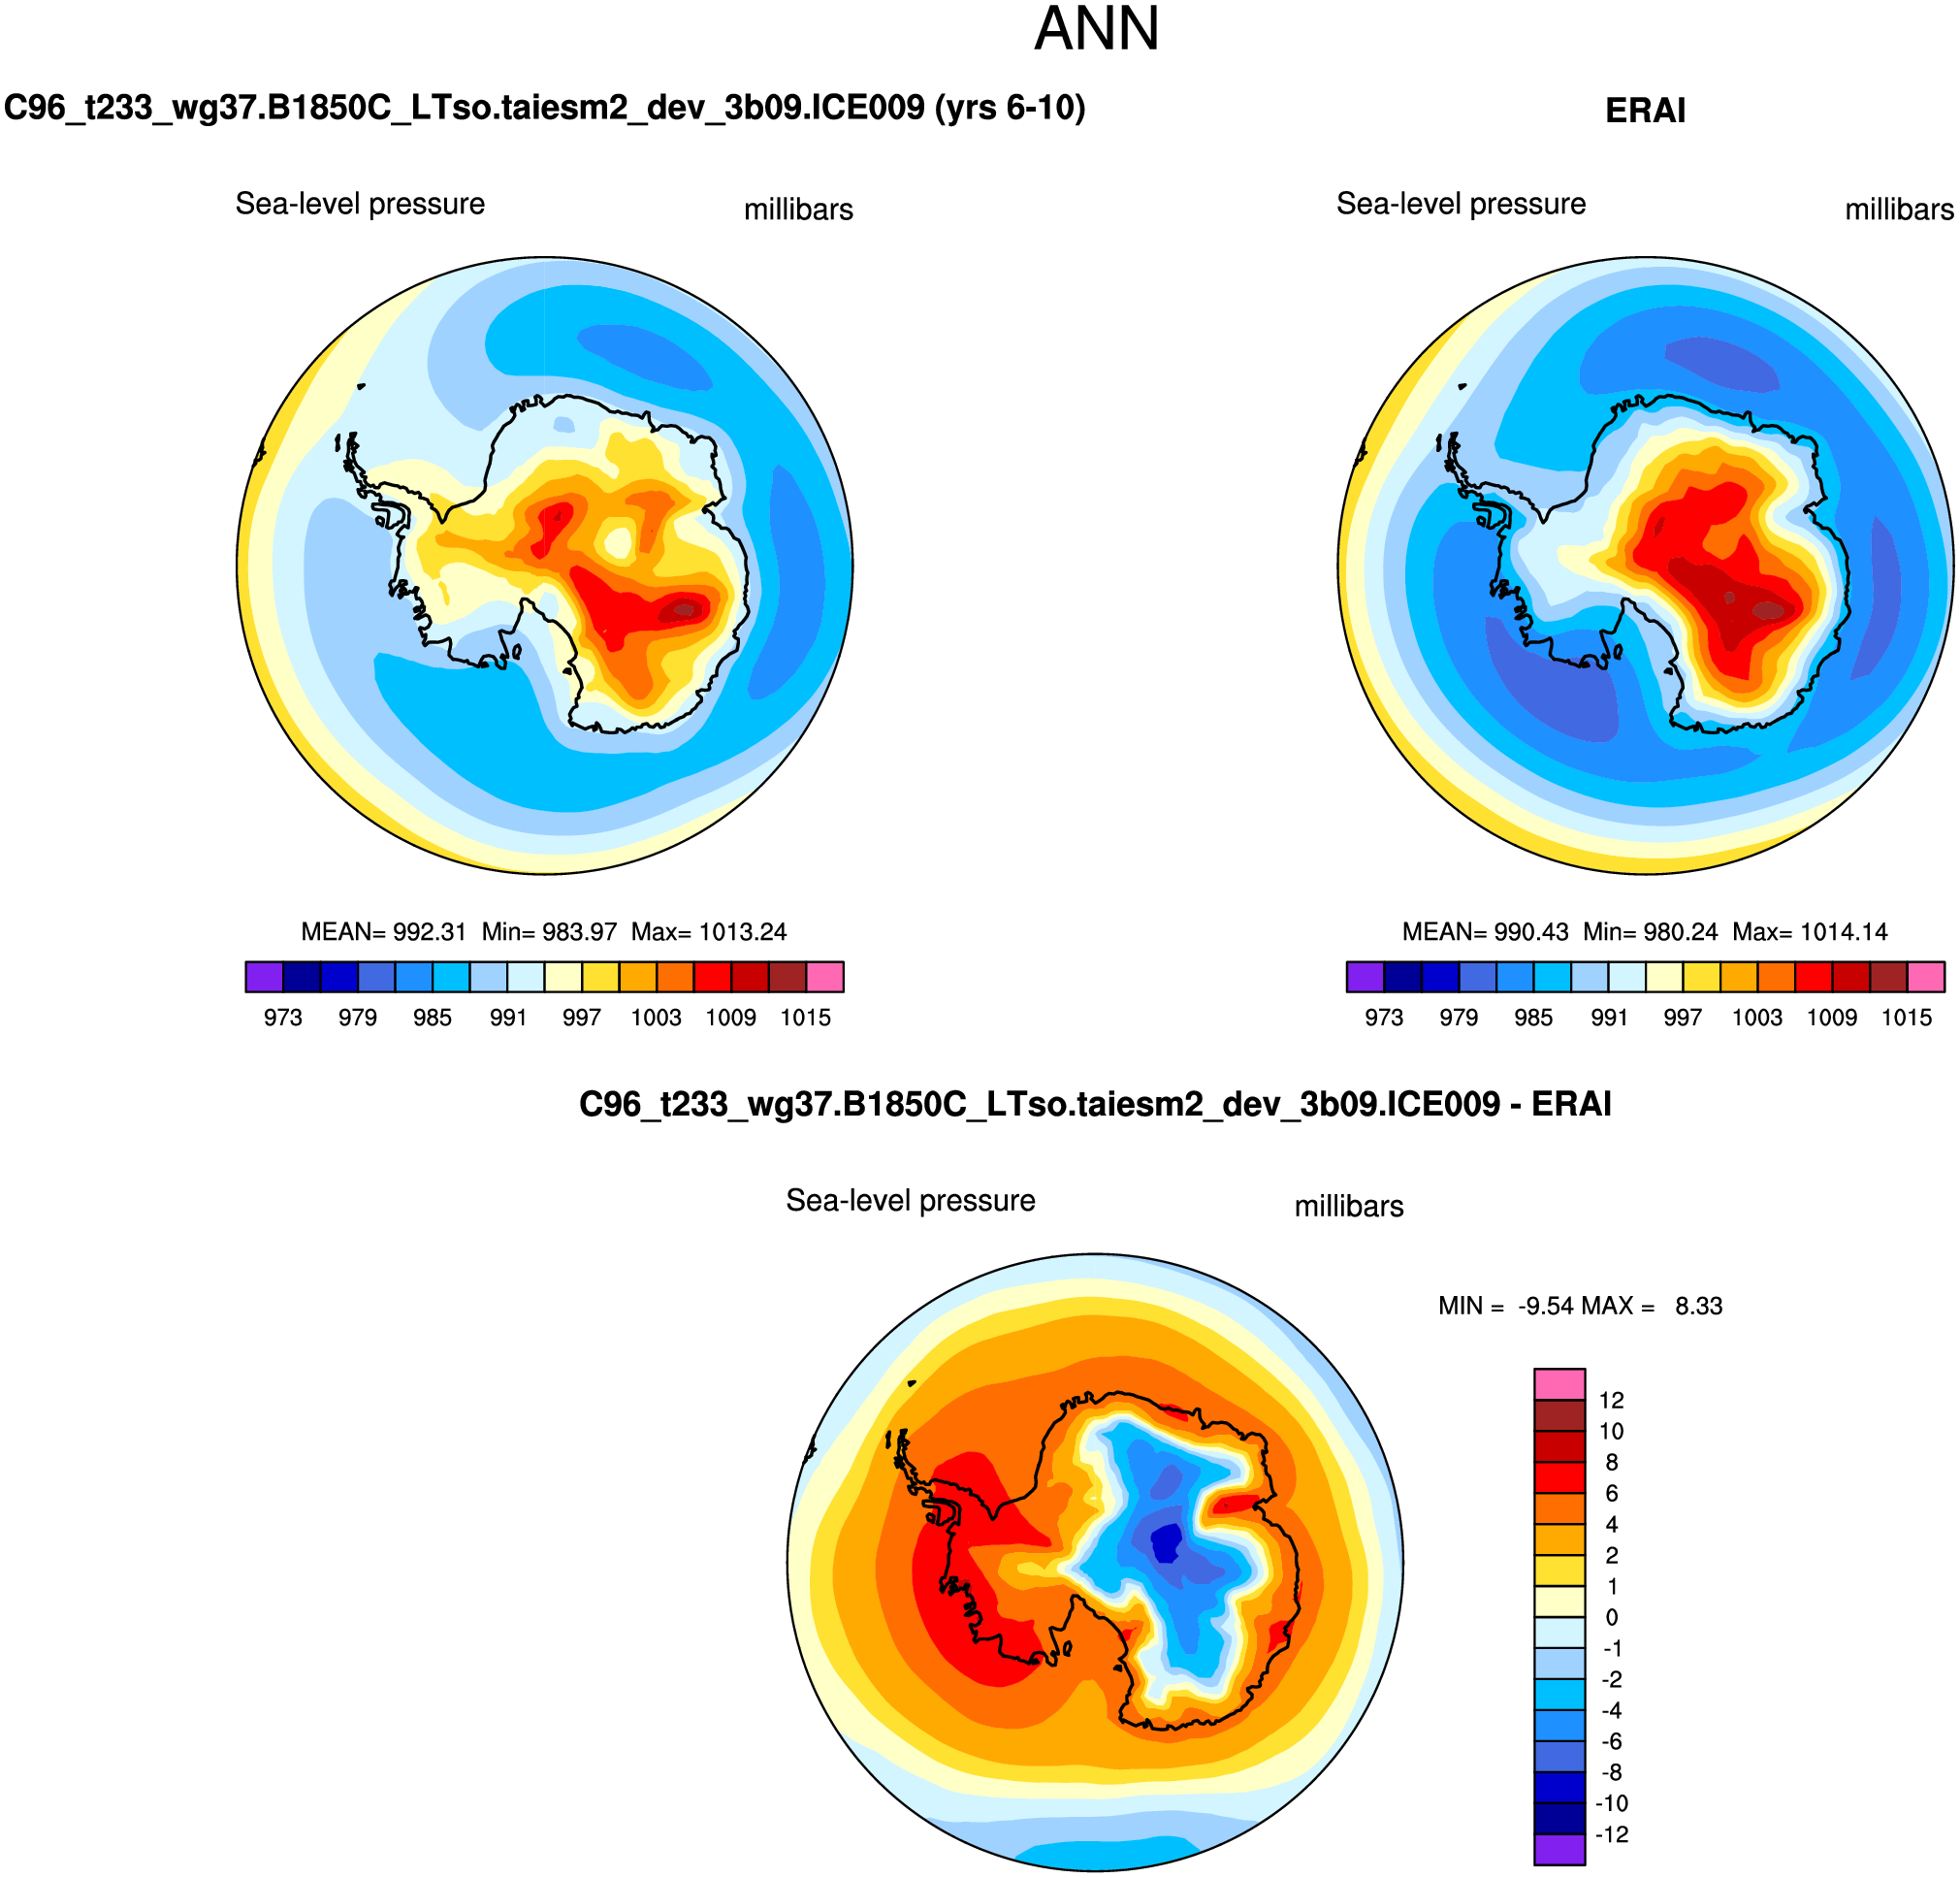 ANN
C96_t233_wg37.B1850C_LTso.taiesm2_dev_3b09.ICE009 (yrs 6-10)
ERAI
Sea-level pressure millibars
Sea-level pressure millibars
MEAN= 992.31 Min= 983.97 Max= 1013.24
MEAN= 990.43 Min= 980.24 Max= 1014.14
973 979 985 991 997 1003 1009 1015
973 979 985 991 997 1003 1009 1015
C96_t233_wg37.B1850C_LTso.taiesm2_dev_3b09.ICE009 - ERAI
Sea-level pressure millibars
MIN = -9.54 MAX = 8.33
12
10
8
6
4
2
1
0
-1
-2
-4
-6
-8
-10
-12